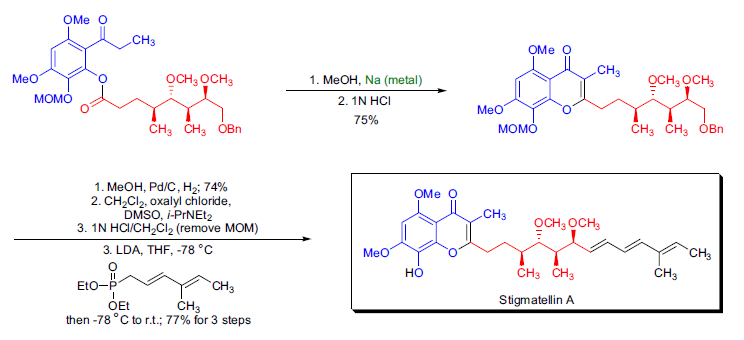 OMe
O
CH3
MeO
O
MOMO
O
OCH3
OCH3
CH3
CH3
OBn
1. MeOH, Na (metal)
2. 1N HCl
75%
OMe
O
CH3
MeO
O
MOMO
OCH3
OCH3
CH3
CH3
OBn
1. MeOH, Pd/C, H2; 74%
2. CH2Cl2, oxalyl chloride,
DMSO, i-PrNEt2
3. 1N HCl/CH2Cl2 (remove MOM)
3. LDA, THF, -78 °C
O
EtO
P
OEt
CH3
CH3
then -78 °C to r.t.; 77% for 3 steps
OMe
O
CH3
MeO
O
HO
OCH3
OCH3
CH3
CH3
CH3
CH3
Stigmatellin A